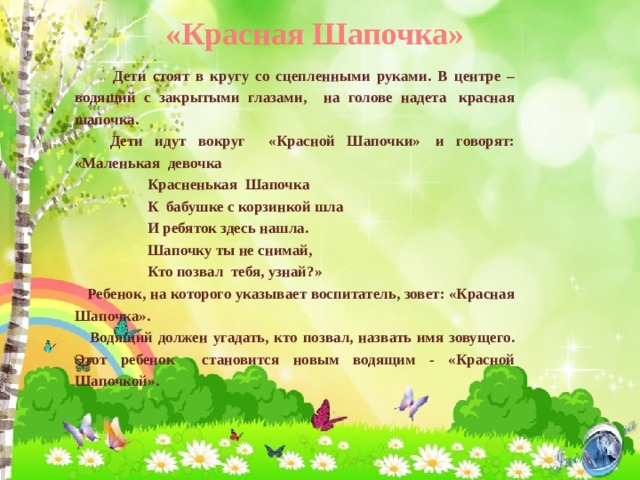 «Красная Шапочка»
Дети стоят в кругу со сцепленными руками. В центре –
водящий с закрытыми глазами, на голове надета красная
шапочка.
Дети идут вокруг «Красной Шапочки» и говорят:
«Маленькая девочка
Красненькая Шапочка
К бабушке с корзинкой шла
И ребяток здесь нашла.
Шапочку ты не снимай,
Кто позвал тебя, узнай?»
Ребенок, на которого указывает воспитатель, зовет: «Красная
Шапочка».
Водящий должен угадать, кто позвал, назвать имя зовущего.
Этот ребенок становится новым водящим - «Красной
Шапочкой».